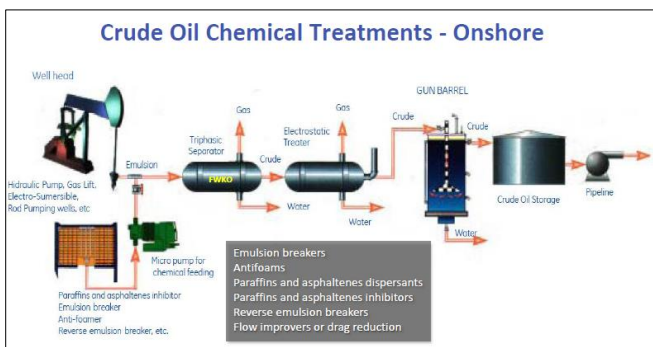 Crude Oil Chemical Treatments - Onshore
Well head
GUN BARREL
Gas
Gas
Crude
Triphasic
Separator
Electrostatic
Treater
Emulsion
Crude
Crude
FWKO
Hidraulic Pump, Gas Lift,
Electro-Sumersible,
Rod Pumping wells, etc
Water
Water
Crude Oil Storage
Pipeline
Water
Micro pump for
chemical feeding
Paraffins and asphaltenes inhibitor
Emulsion breaker
Anti-foamer
Reverse emulsion breaker, etc.
Emulsion breakers
Antifoams
Paraffins and asphaltenes dispersants
Paraffins and asphaltenes inhibitors
Reverse emulsion breakers
Flow improvers or drag reduction